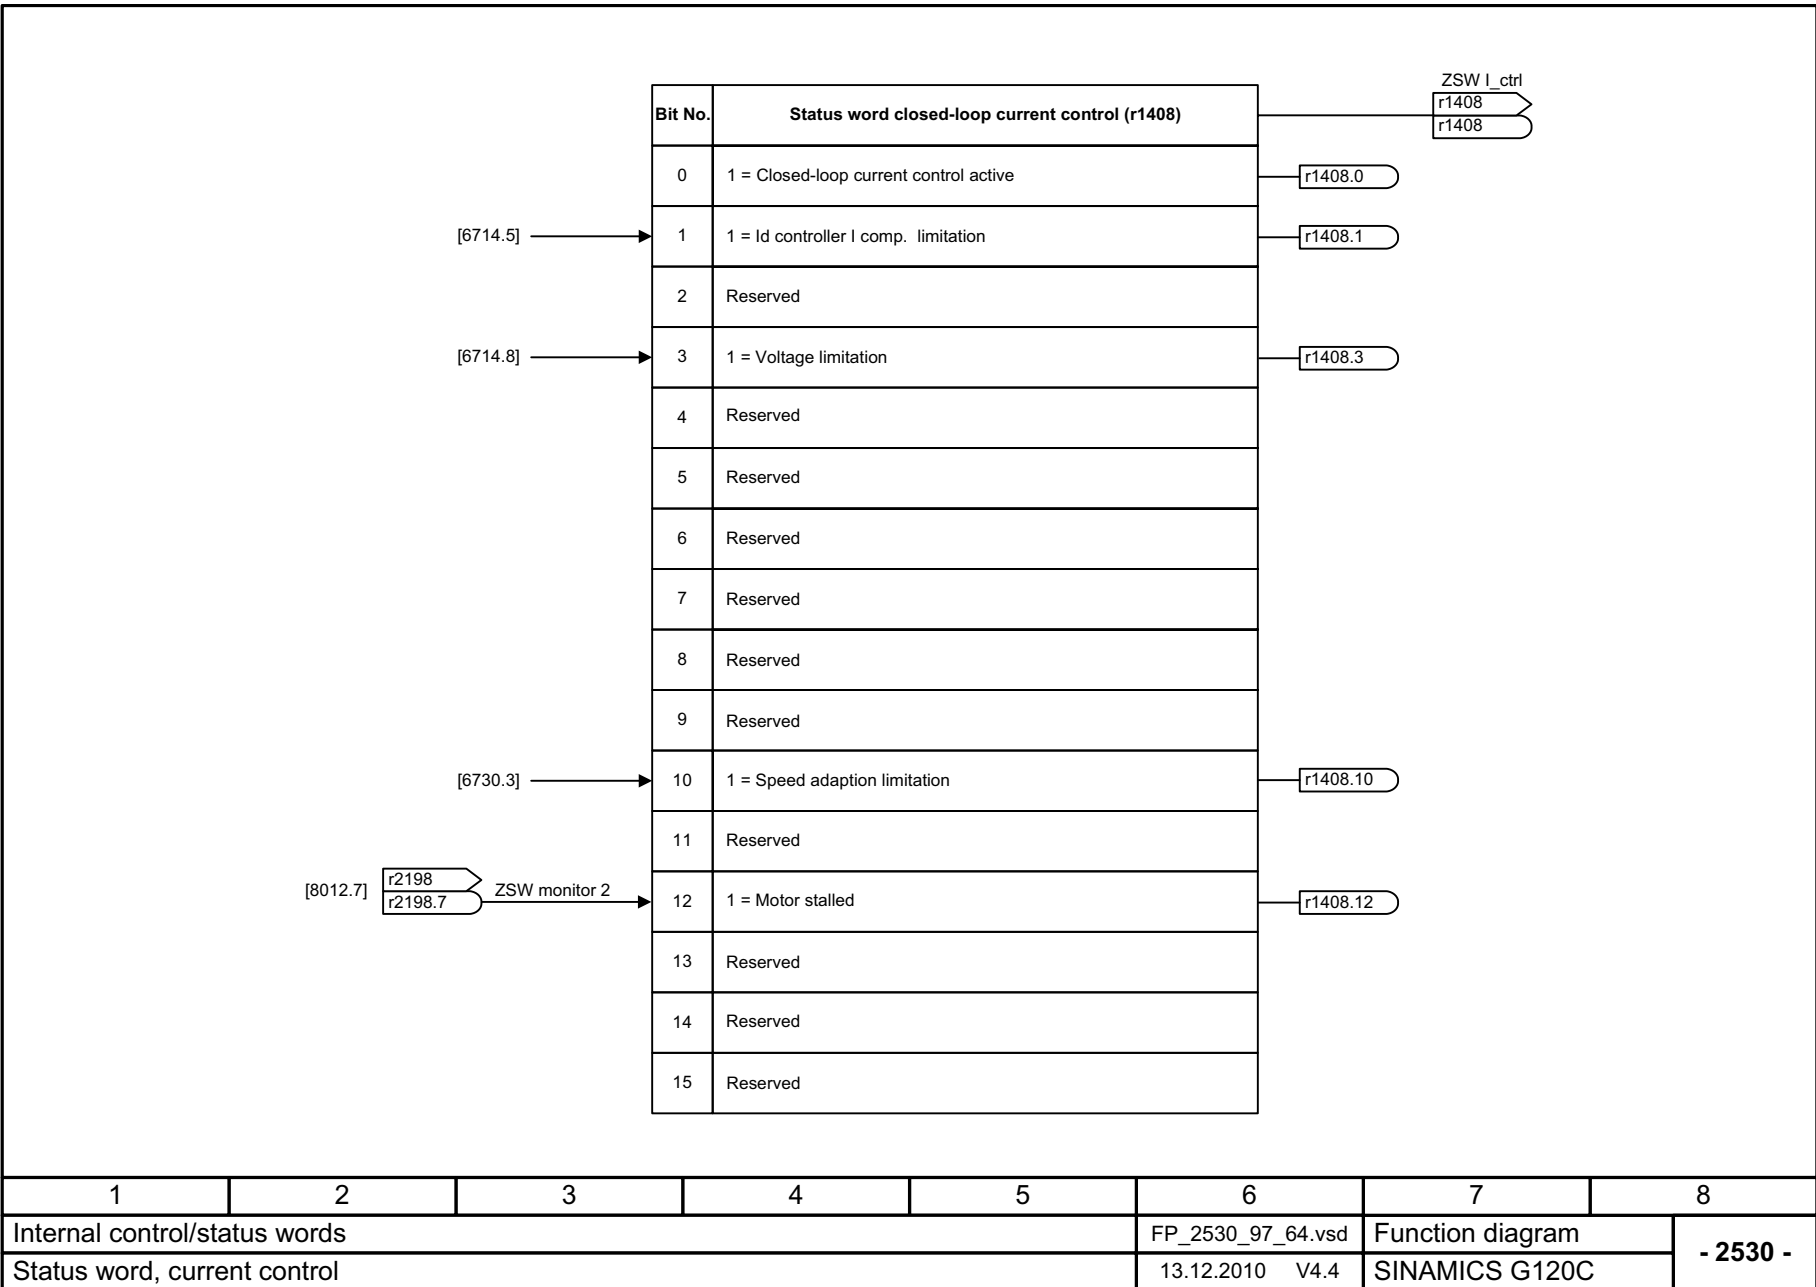 ZSW I_ctrl
Bit No. Status word closed-loop current control (r1408) r1408
r1408
0 1 = Closed-loop current control active r1408.0
[6714.5] 1 1 = Id controller I comp. limitation r1408.1
2 Reserved
[6714.8] 3 1 = Voltage limitation r1408.3
4 Reserved
5 Reserved
6 Reserved
7 Reserved
8 Reserved
9 Reserved
[6730.3] 10 1 = Speed adaption limitation r1408.10
11 Reserved
[8012.7] r2198
r2198.7 ZSW monitor 2 12 1 = Motor stalled r1408.12
13 Reserved
14 Reserved
15 Reserved
1 2 3 4 5 6 7 8
Internal control/status words FP_2530_97_64.vsd Function diagram - 2530 -
Status word, current control 13.12.2010 V4.4 SINAMICS G120C